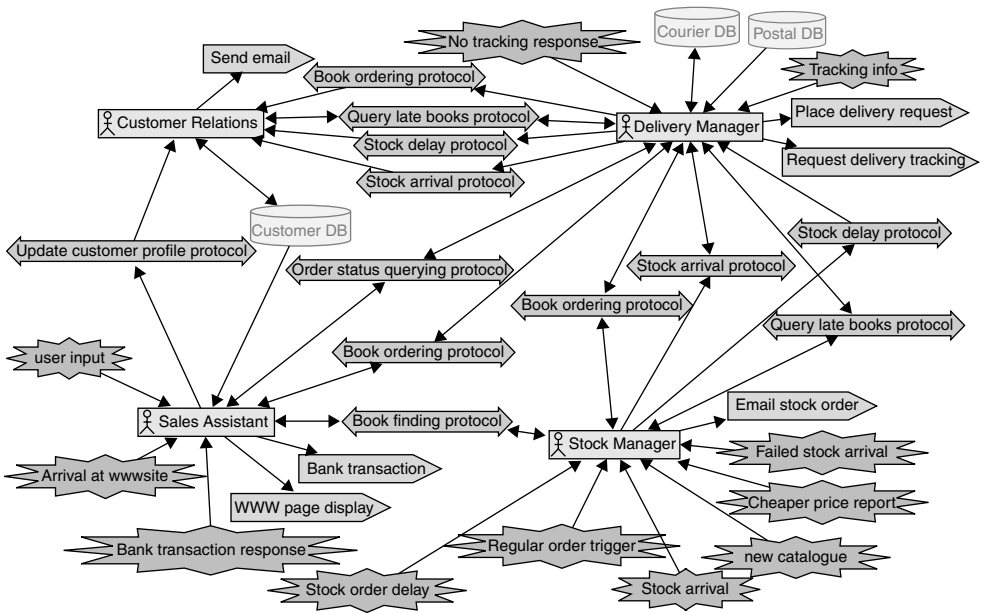 Courier DB
Postal DB
No tracking response
Send email
Tracking info
Book ordering protocol
Place delivery request
Customer Relations
Query late books protocol
Delivery Manager
Stock delay protocol
Request delivery tracking
Stock arrival protocol
Customer DB
Stock delay protocol
Update customer profile protocol
Order status querying protocol
Stock arrival protocol
Book ordering protocol
Query late books protocol
user input
Book ordering protocol
Email stock order
Sales Assistant
Book finding protocol
Stock Manager
Failed stock arrival
Arrival at wwwsite
Bank transaction
Cheaper price report
WWW page display
Bank transaction response
Regular order trigger
new catalogue
Stock order delay
Stock arrival